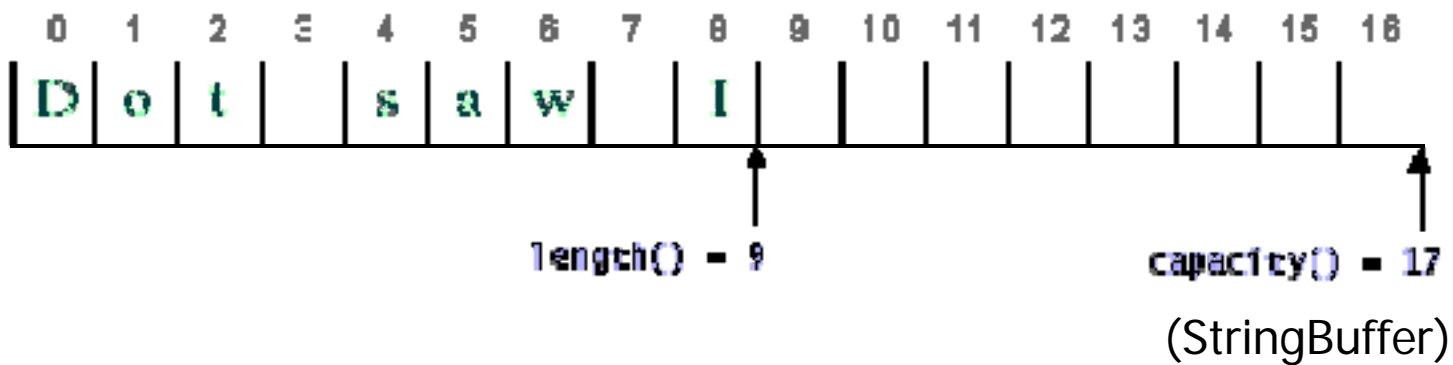 0 1 2 3 4 5 6 7 8 9 10 11 12 13 14 15 16
D o t s a w I
length() = 9
capacity() = 17
(StringBuffer)